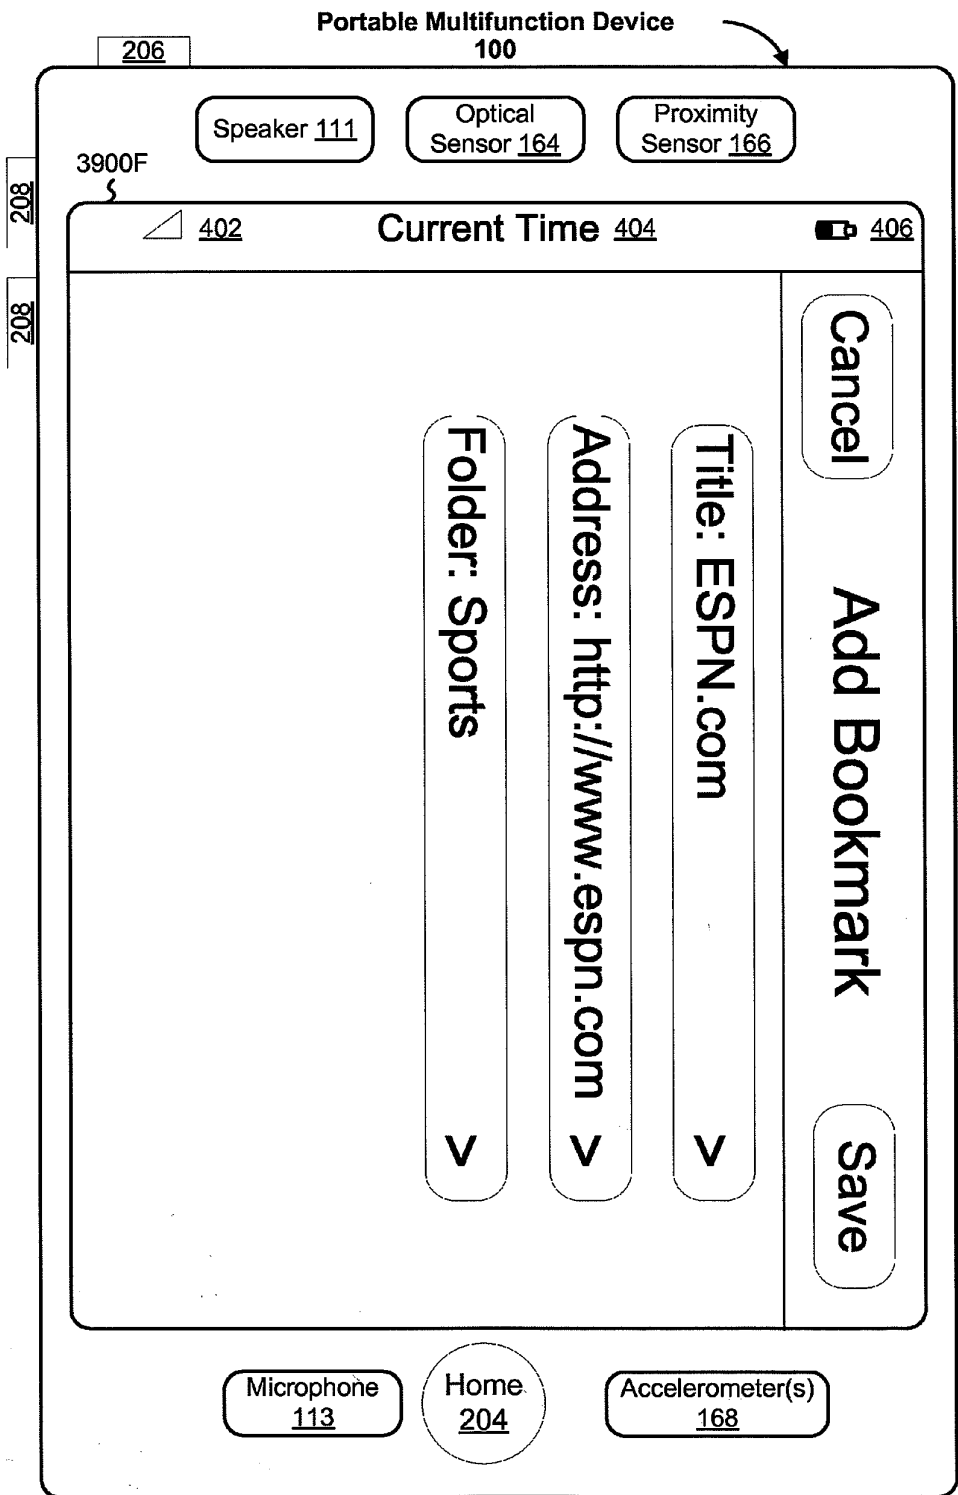 Portable Multifunction Device
100
206
208
208
Speaker 111
Optical
Sensor 164
Proximity
Sensor 166
3900F
402
Current Time 404
406
Cancel
Add Bookmark
Save
Title: ESPN.com >
Address: http://www.espn.com >
Folder: Sports >
Microphone
113
Home
204
Accelerometer(s)
168